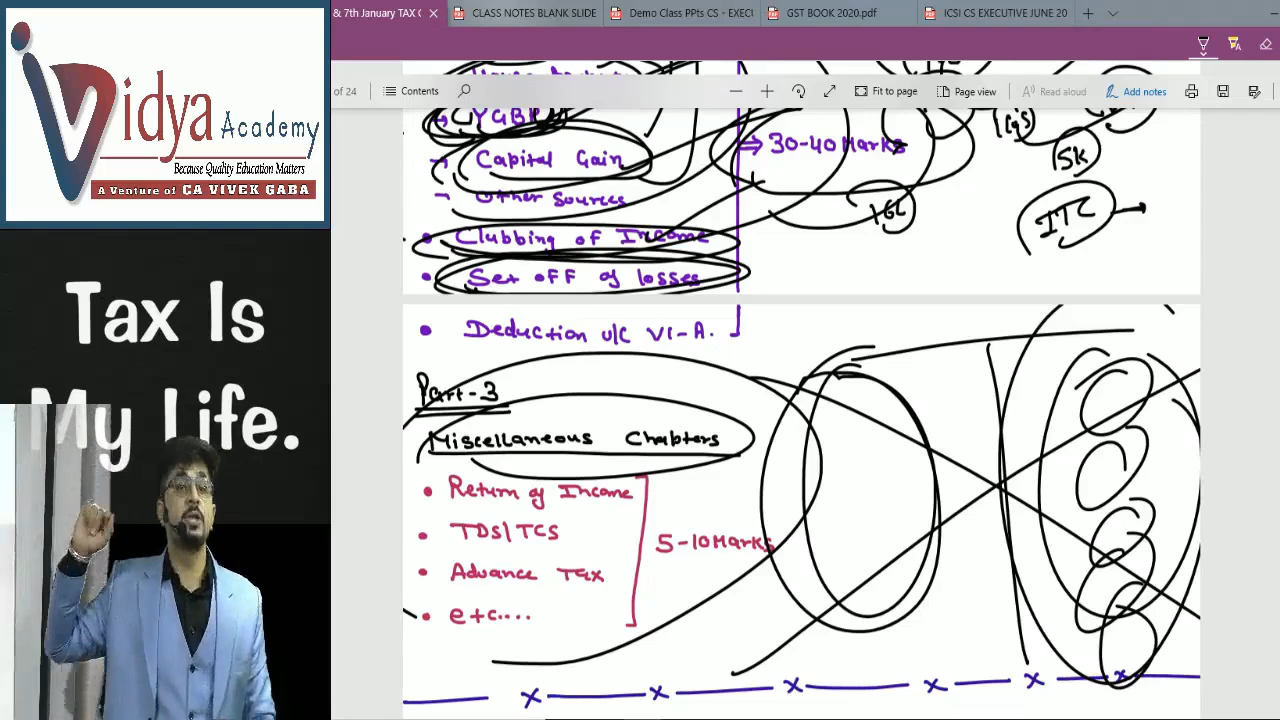 & 7th January TAX C
CLASS NOTES BLANK SLIDE
Demo Class PPts CS - EXECU
GST BOOK 2020.pdf
ICSI CS EXECUTIVE JUNE 20
of 24
Contents
Fit to page
Page view
Read aloud
Add notes
Vidya Academy
Because Quality Education Matters
A Venture of CA VIVEK GABA
Tax Is
My Life.
YGBP
Capital Gain
⇒ 30-40 Marks
Other Sources
Clubbing of Income
Set off of losses
5K
ITC →
Deduction u/c VI-A.
Part-3
Miscellaneous Chapters
Return of Income
TDS/TCS
Advance Tax
etc....
5-10 Marks